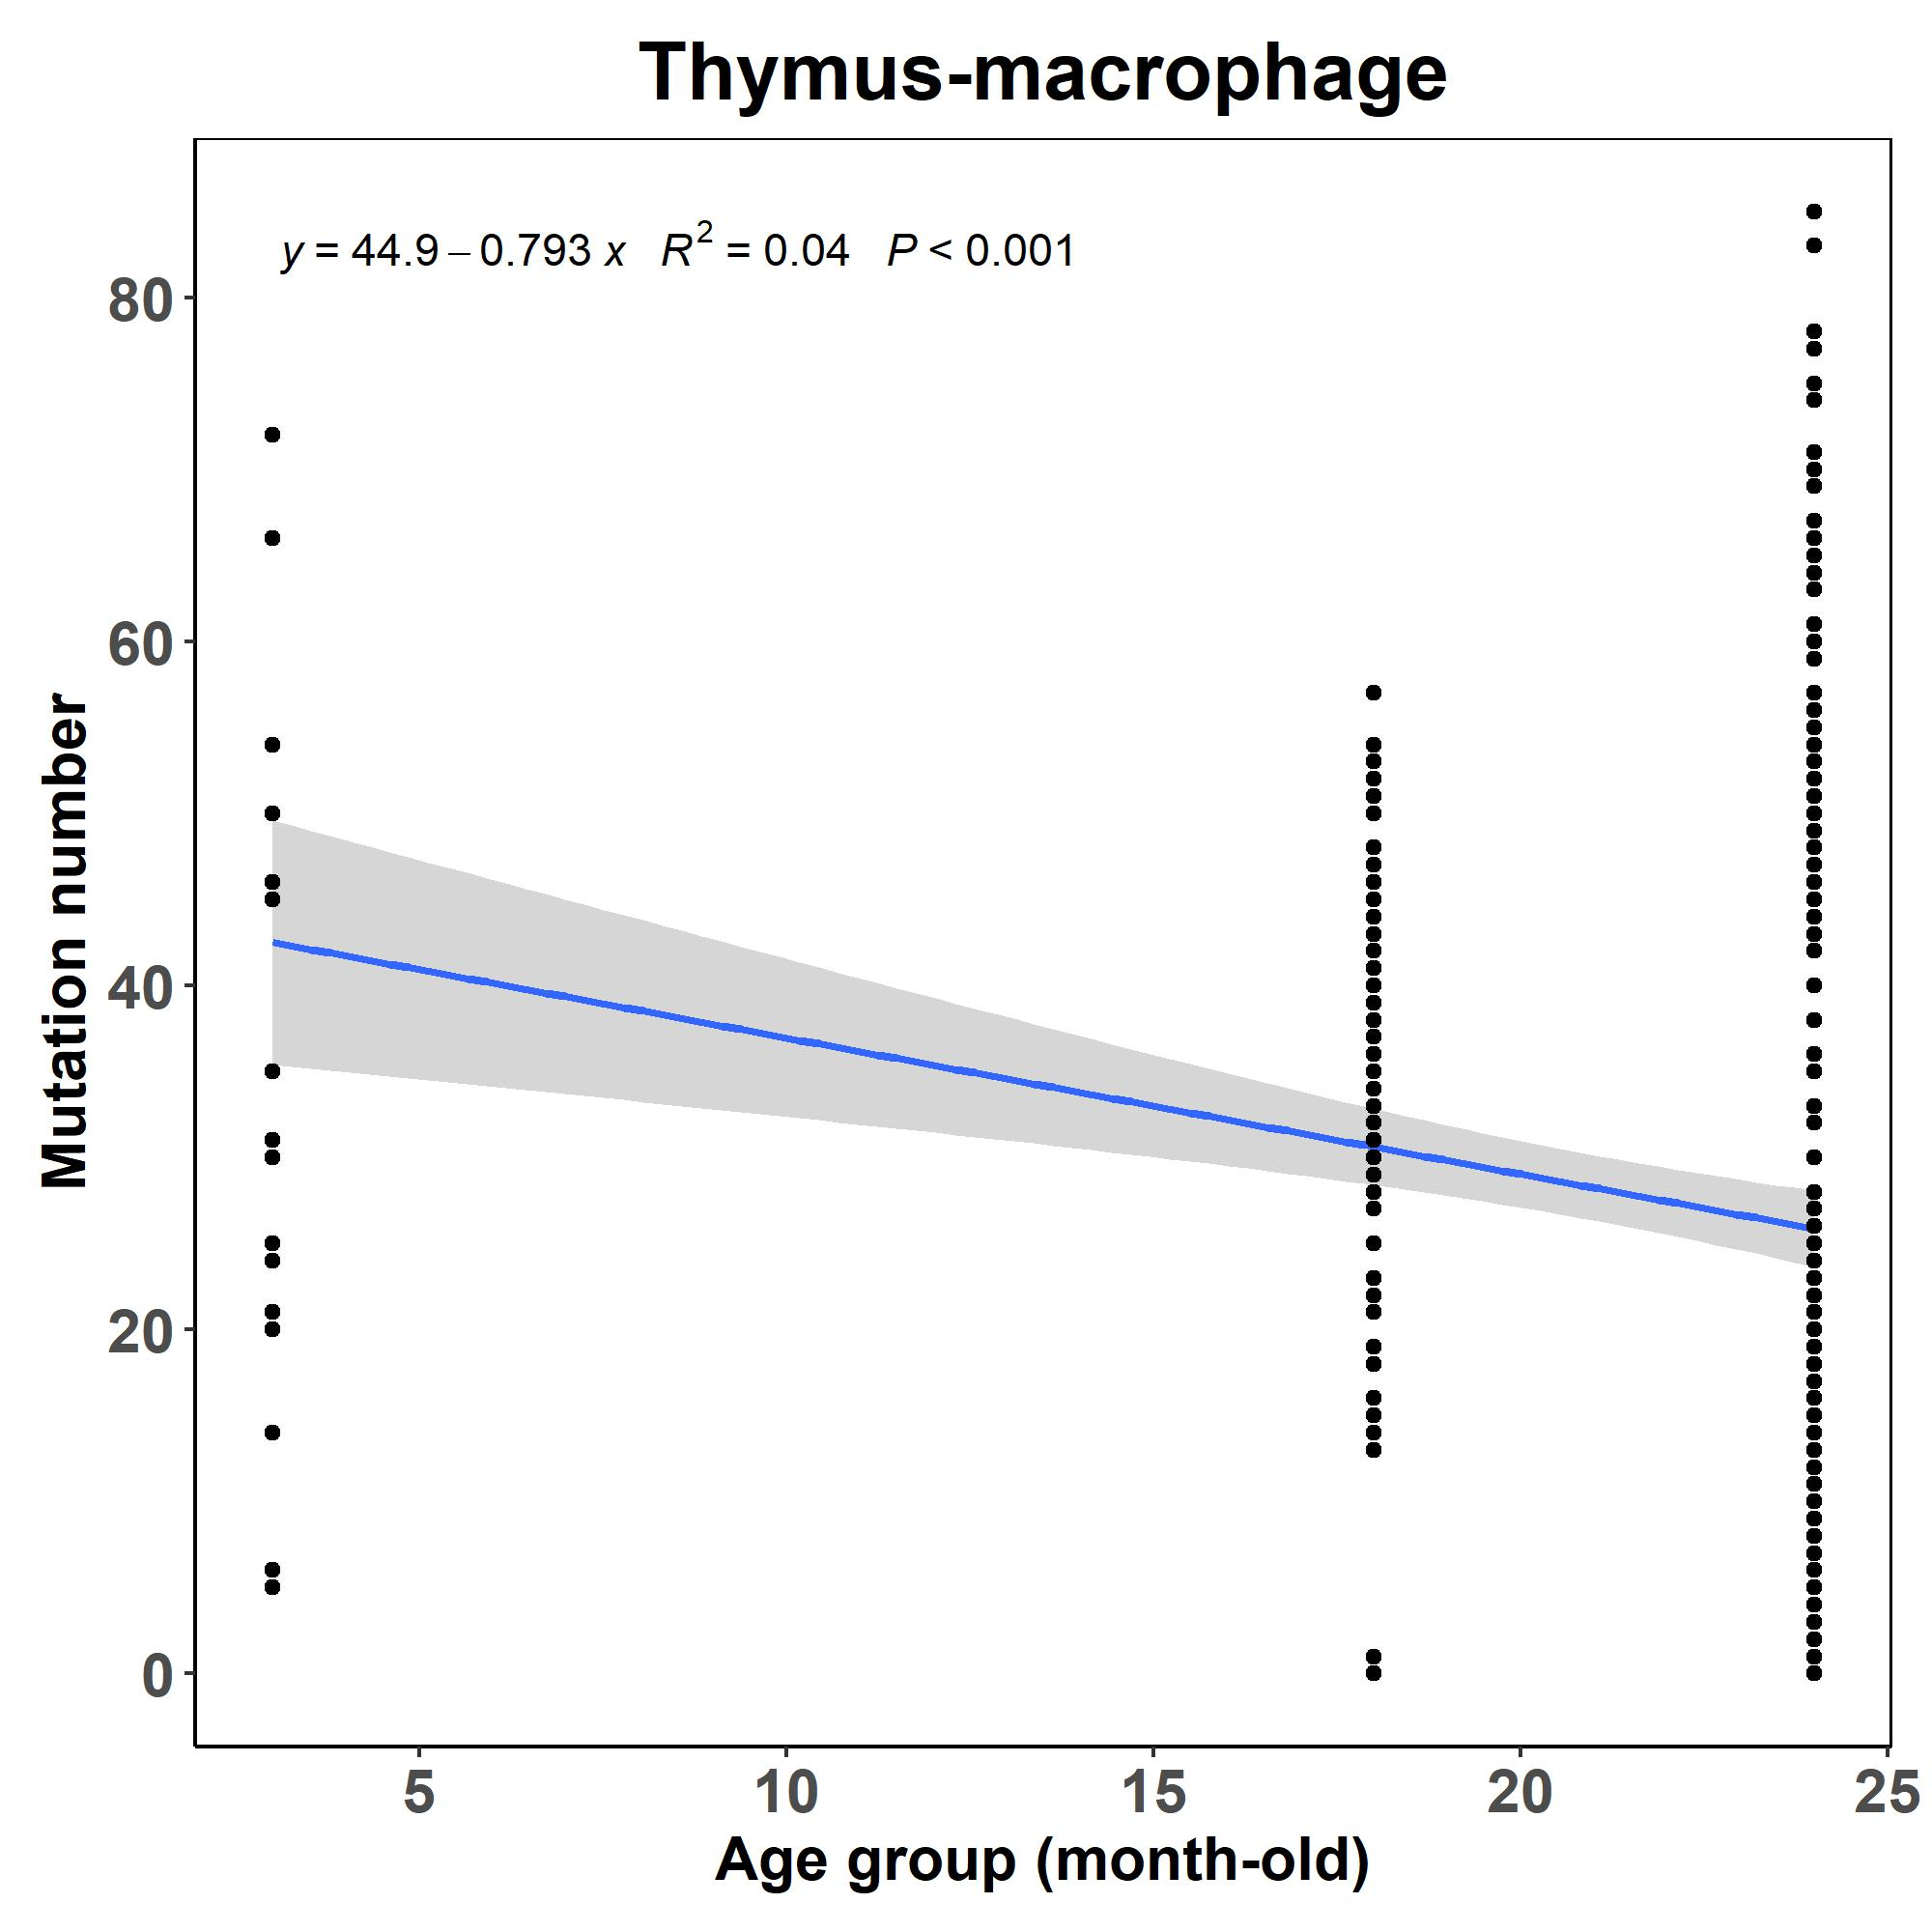 Thymus-macrophage
y = 44.9 – 0.793 x R² = 0.04 P < 0.001
80
60
40
20
0
Mutation number
5 10 15 20 25
Age group (month-old)